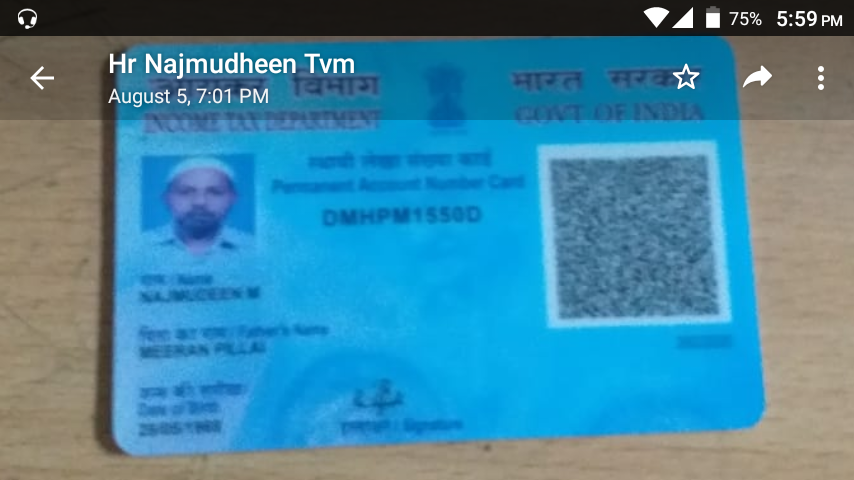 75% 5:59 PM
Hr Najmudheen Tvm
August 5, 7:01 PM
विभाग
भारत सरकार
INCOME TAX DEPARTMENT
GOVT OF INDIA
स्थायी लेखा संख्या कार्ड
Permanent Account Number Card
DMHPM1550D
नाम / Name
NAJMUDEEN M
पिता का नाम / Father's Name
MEERAN PILLAI
जन्म की तारीख
Date of Birth
हस्ताक्षर / Signature